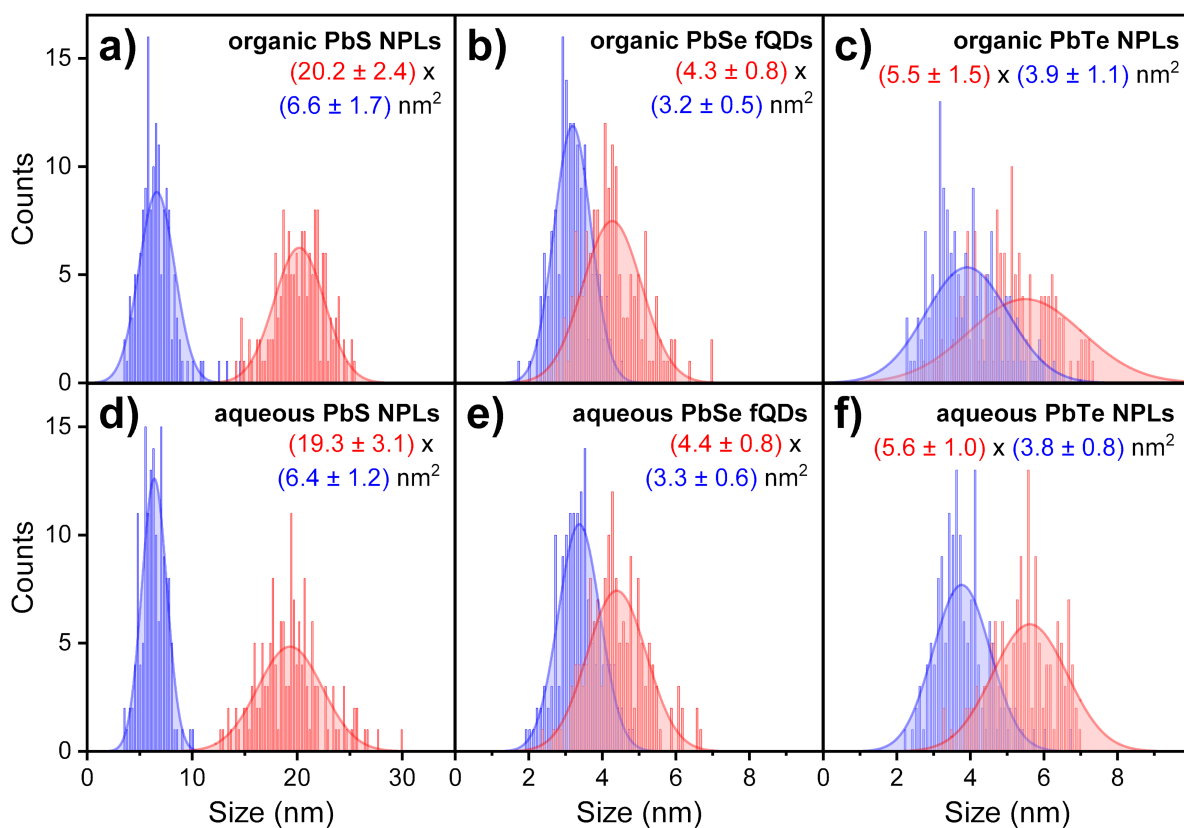 a) organic PbS NPLs
(20.2 ± 2.4) x
(6.6 ± 1.7) nm²
b) organic PbSe fQDs
(4.3 ± 0.8) x
(3.2 ± 0.5) nm²
c) organic PbTe NPLs
(5.5 ± 1.5) x (3.9 ± 1.1) nm²
15
10
5
0
Counts
d) aqueous PbS NPLs
(19.3 ± 3.1) x
(6.4 ± 1.2) nm²
e) aqueous PbSe fQDs
(4.4 ± 0.8) x
(3.3 ± 0.6) nm²
f) aqueous PbTe NPLs
(5.6 ± 1.0) x (3.8 ± 0.8) nm²
15
10
5
0
Counts
0 10 20 30
Size (nm)
0 2 4 6 8
Size (nm)
0 2 4 6 8
Size (nm)